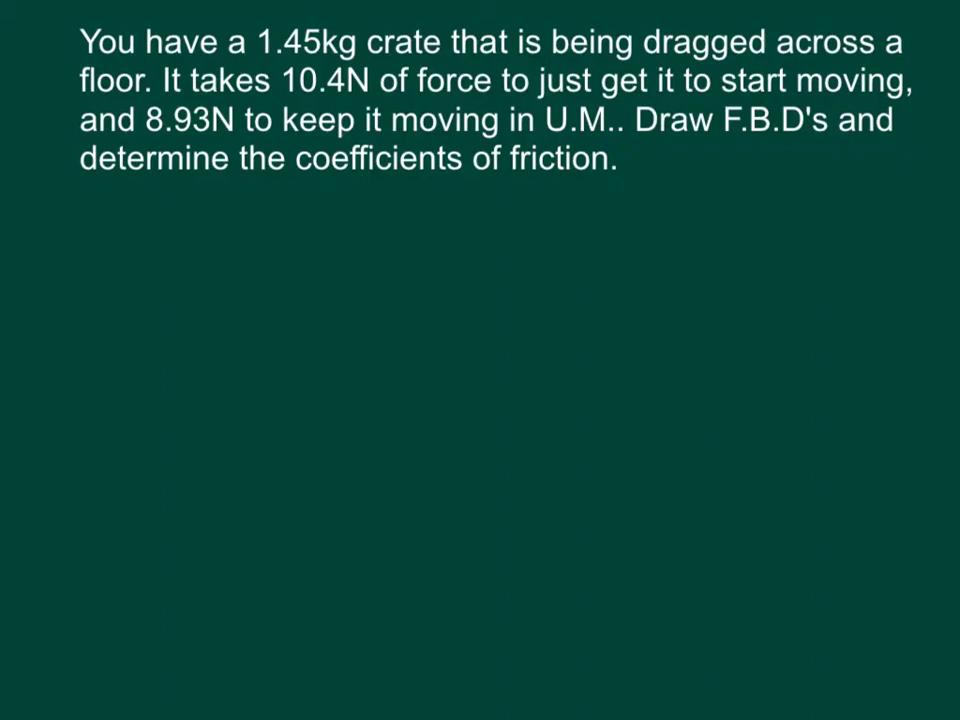 You have a 1.45kg crate that is being dragged across a
floor. It takes 10.4N of force to just get it to start moving,
and 8.93N to keep it moving in U.M.. Draw F.B.D's and
determine the coefficients of friction.